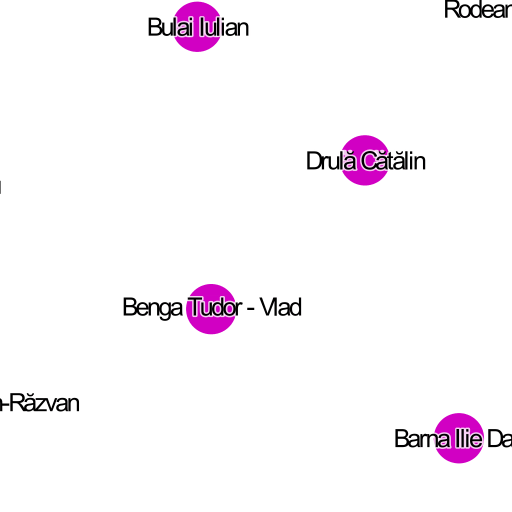 Rodean
Bulai Iulian
Drulă Cătălin
Benga Tudor - Vlad
-Răzvan
Barna Ilie Da